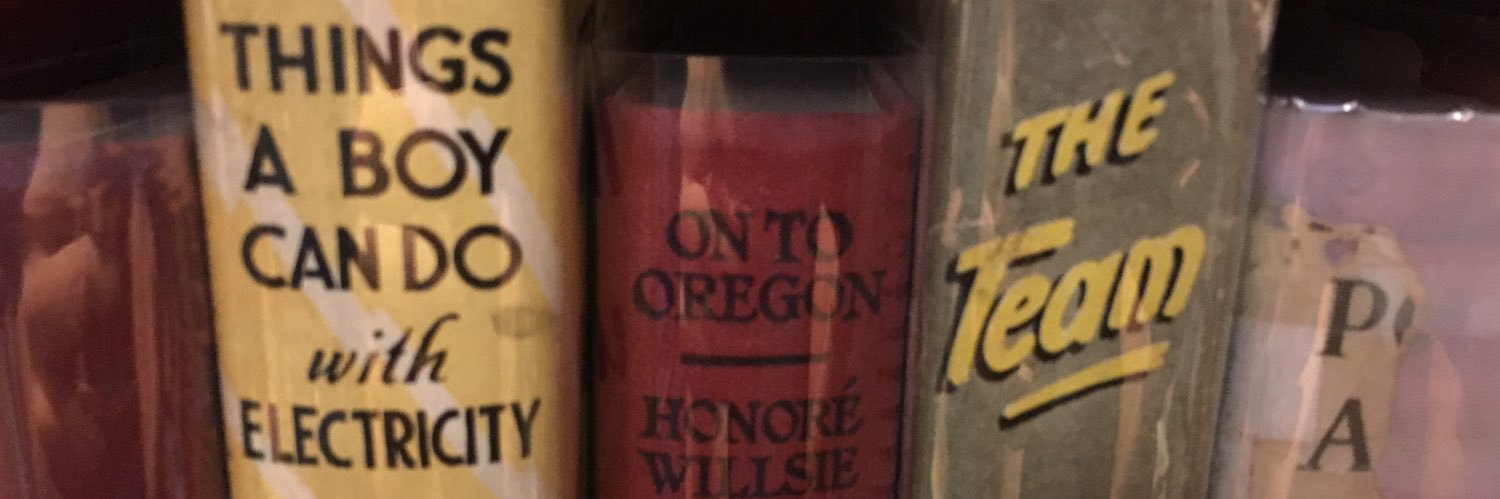 THINGS
A BOY
CAN DO
with
ELECTRICITY
ON TO
OREGON
HONORÉ
WILLSIE
THE
Team
P
A